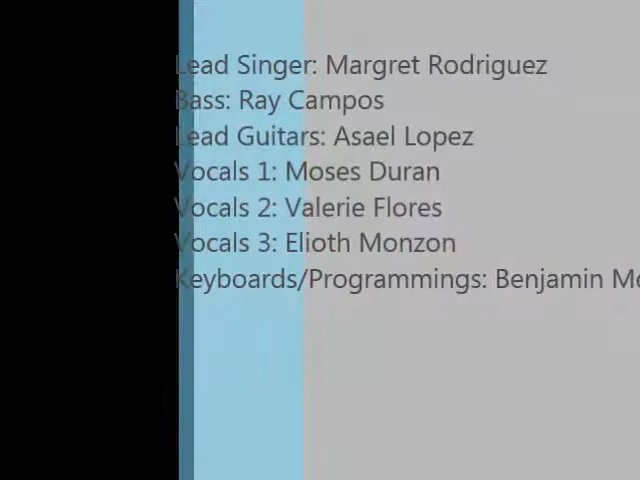 Lead Singer: Margret Rodriguez
Bass: Ray Campos
Lead Guitars: Asael Lopez
Vocals 1: Moses Duran
Vocals 2: Valerie Flores
Vocals 3: Elioth Monzon
Keyboards/Programmings: Benjamin